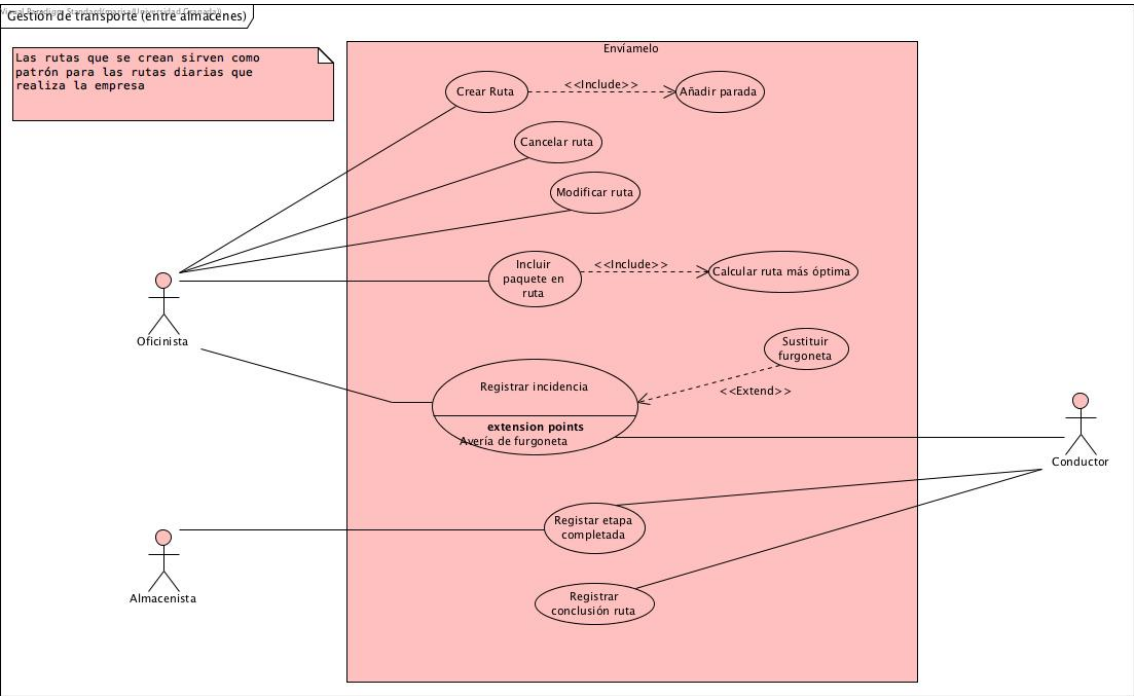 Gestión de transporte (entre almacenes)
Las rutas que se crean sirven como
patrón para las rutas diarias que
realiza la empresa
Envíamelo
Crear Ruta
<<Include>>
Añadir parada
Cancelar ruta
Modificar ruta
Incluir
paquete en
ruta
<<Include>>
Calcular ruta más óptima
Oficinista
Sustituir
furgoneta
<<Extend>>
Registrar incidencia
extension points
Avería de furgoneta
Conductor
Registar etapa
completada
Almacenista
Registrar
conclusión ruta